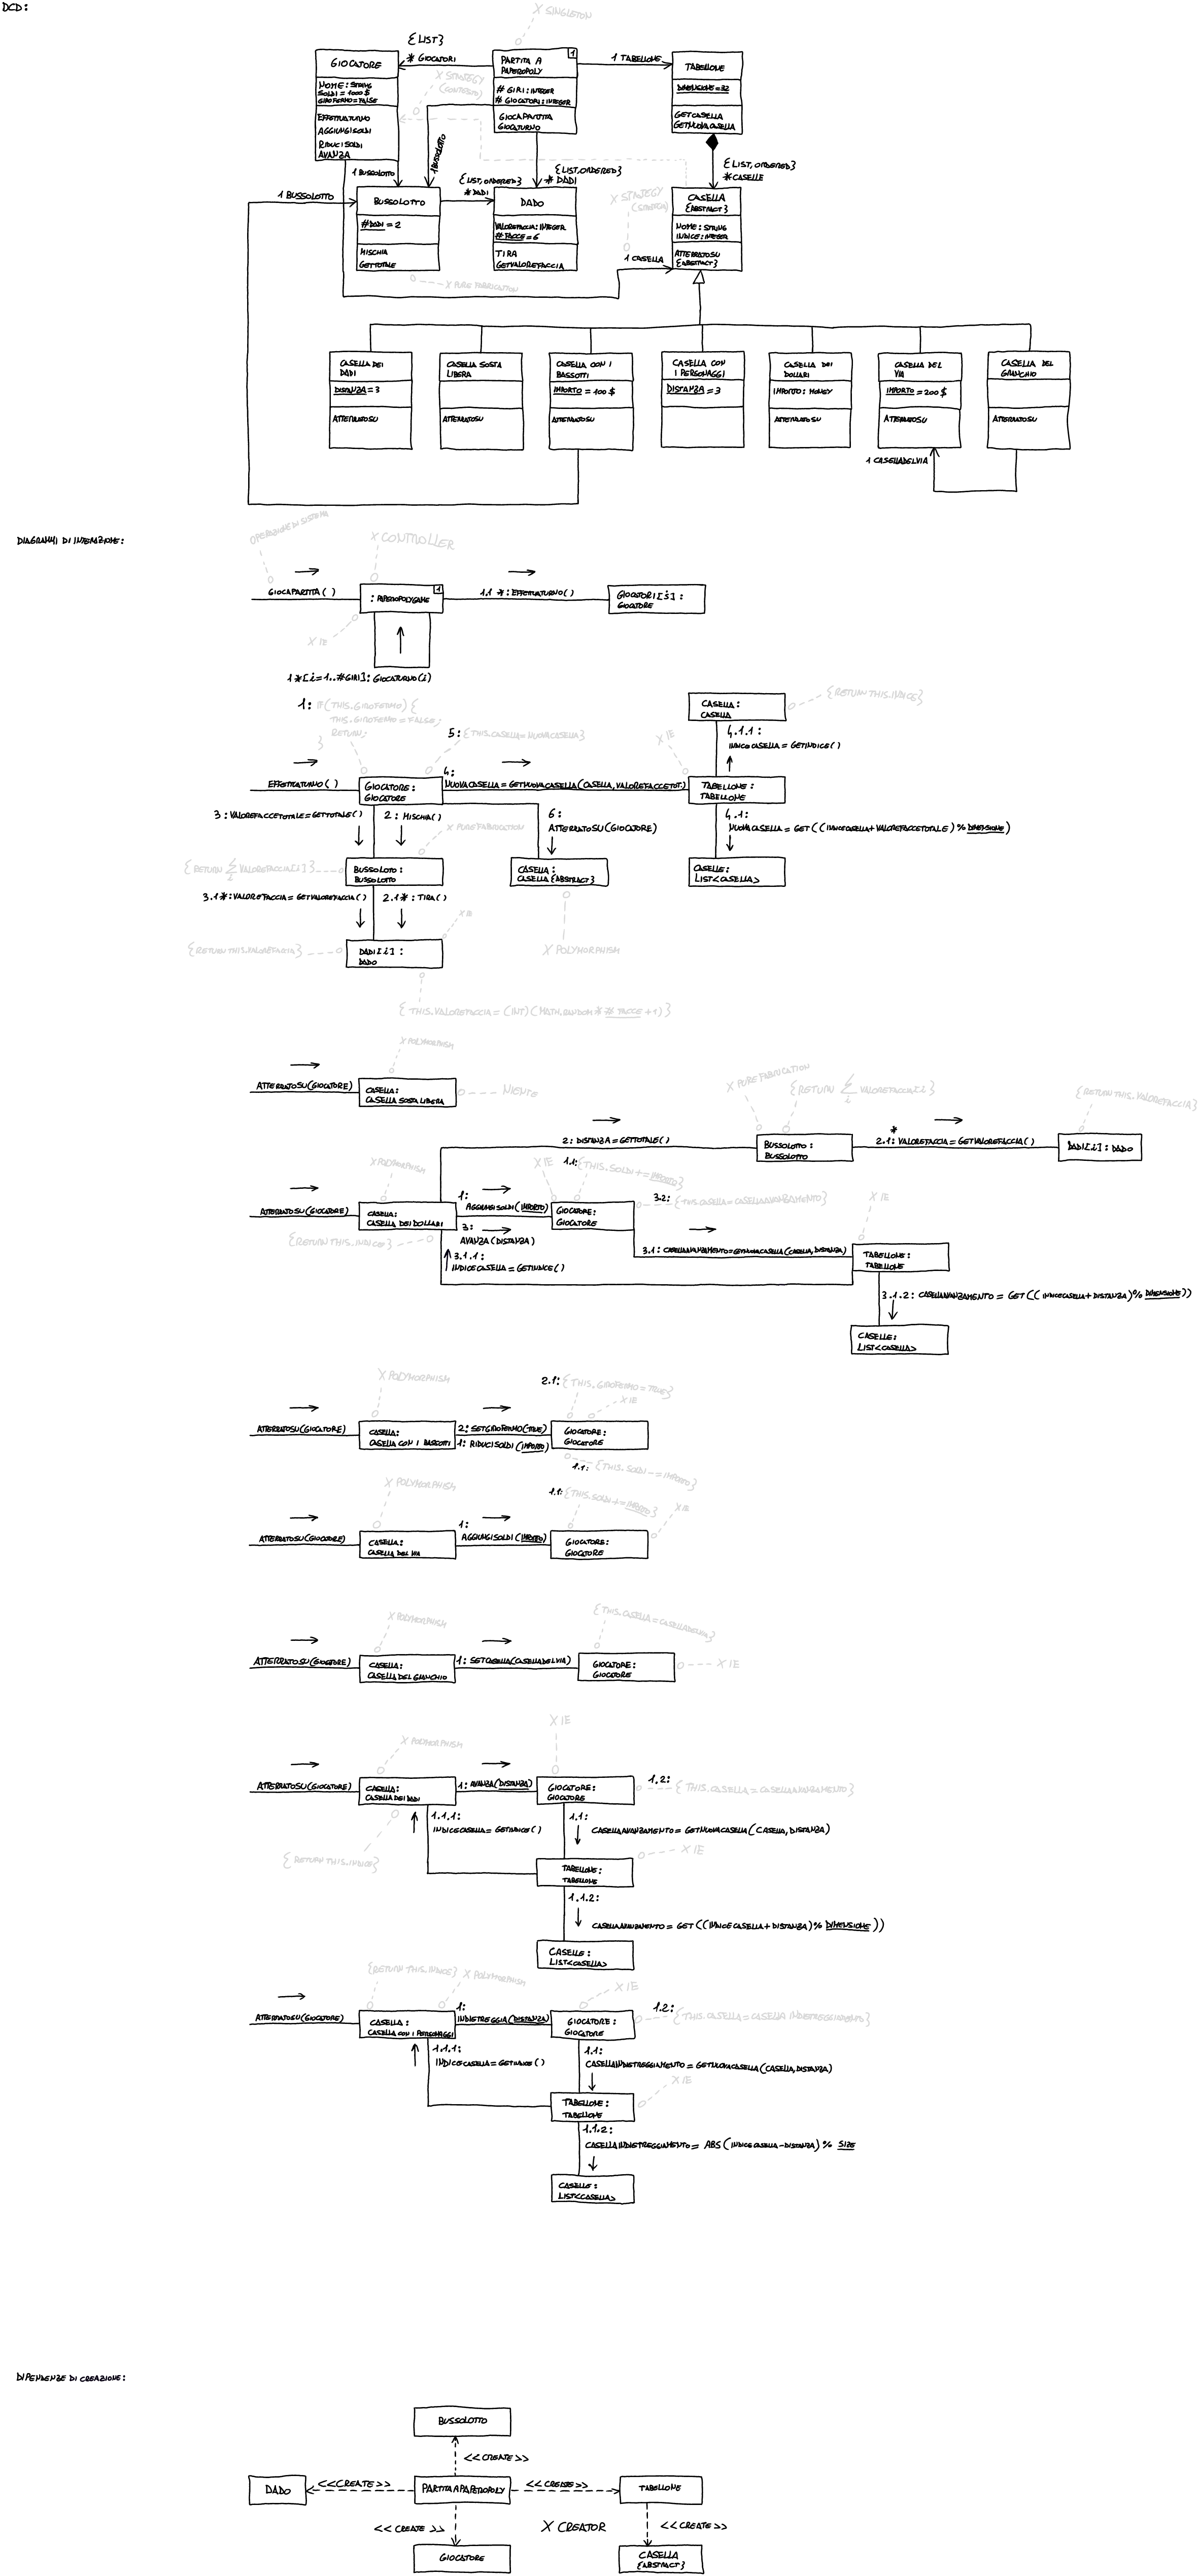 DCD:
X SINGLETON
{LIST}
* GIOCATORI
1 TABELLONE
GIOCATORE
NOME: STRING
SOLDI = 1000 $
GIROFERMO = FALSE
EFFETTUATURNO
AGGIUNGISOLDI
RIDUCISOLDI
AVANZA
X STRATEGY
(CONTESTO)
PARTITA A
PAPEROPOLY
1
# GIRI: INTEGER
# GIOCATORI: INTEGER
GIOCAPARTITA
GIOCATURNO
TABELLONE
DIMENSIONE = 32
GETCASELLA
GETNUOVACASELLA
1 BUSSOLOTTO
1 BUSSOLOTTO
1 BUSSOLOTTO
{LIST, ORDERED}
* DADI
{LIST, ORDERED}
* DADI
{LIST, ORDERED}
* CASELLE
BUSSOLOTTO
#DADI = 2
MISCHIA
GETTOTALE
X PURE FABRICATION
DADO
VALOREFACCIA: INTEGER
# FACCE = 6
TIRA
GETVALOREFACCIA
X STRATEGY
(STRATEGIA)
1 CASELLA
CASELLA
{ABSTRACT}
NOME: STRING
INDICE: INTEGER
ATTERRATOSU
{ABSTRACT}
CASELLA DEI
DADI
DISTANZA = 3
ATTERRATOSU
CASELLA SOSTA
LIBERA
ATTERRATOSU
CASELLA CON I
BASSOTTI
IMPORTO = 100 $
ATTERRATOSU
CASELLA CON
I PERSONAGGI
DISTANZA = 3
CASELLA DEI
DOLLARI
IMPORTO: MONEY
ATTERRATOSU
CASELLA DEL
VIA
IMPORTO = 200 $
ATTERRATOSU
CASELLA DEL
GRANCHIO
ATTERRATOSU
1 CASELLADELVIA
DIAGRAMMI DI INTERAZIONE:
OPERAZIONE DI SISTEMA
X CONTROLLER
GIOCAPARTITA ( )
: PAPEROPOLYGAME
1
1.1 *: EFFETTUATURNO( )
GIOCATORI [i] :
GIOCATORE
X IE
1 * [i = 1..#GIRI] : GIOCATURNO(i)
1: IF (THIS.GIROFERMO) {
THIS.GIROFERMO = FALSE;
RETURN;
}
5: {THIS.CASELLA = NUOVACASELLA}
X IE
CASELLA :
CASELLA
{RETURN THIS.INDICE}
4.1.1:
INDICECASELLA = GETINDICE( )
EFFETTUATURNO ( )
GIOCATORE :
GIOCATORE
4:
NUOVACASELLA = GETNUOVACASELLA (CASELLA, VALOREFACCETOT.)
TABELLONE :
TABELLONE
3: VALOREFACCETOTALE = GETTOTALE( )
2: MISCHIA( )
X PURE FABRICATION
6:
ATTERRATOSU (GIOCATORE)
4.1:
NUOVACASELLA = GET ((INDICECASELLA + VALOREFACCETOTALE) % DIMENSIONE)
{RETURN Σ i VALOREFACCIA[i]}
BUSSOLOTO :
BUSSOLOTTO
CASELLA :
CASELLA {ABSTRACT}
CASELLE:
LIST<CASELLA>
3.1 *: VALOREFACCIA = GETVALOREFACCIA( )
2.1 * : TIRA( )
X IE
X POLYMORPHISM
{RETURN THIS.VALOREFACCIA}
DADI [i] :
DADO
{ THIS.VALOREFACCIA = (INT) (MATH.RANDOM * # FACCE + 1) }
X POLYMORPHISM
ATTERRATOSU (GIOCATORE)
CASELLA:
CASELLA SOSTA LIBERA
NIENTE
X PURE FABRICATION
{RETURN Σ i VALOREFACCIA[i]}
{RETURN THIS.VALOREFACCIA}
2: DISTANZA = GETTOTALE( )
BUSSOLOTTO :
BUSSOLOTTO
*
2.1: VALOREFACCIA = GETVALOREFACCIA( )
DADI[i] : DADO
X POLYMORPHISM
X IE
1.1: {THIS.SOLDI += IMPORTO}
ATTERRATOSU (GIOCATORE)
CASELLA:
CASELLA DEI DOLLARI
1:
AGGIUNGISOLDI (IMPORTO)
GIOCATORE:
GIOCATORE
3.2: {THIS.CASELLA = CASELLAAVANZAMENTO}
X IE
{RETURN THIS.INDICE}
3:
AVANZA (DISTANZA)
3.1.1:
INDICECASELLA = GETINDICE( )
3.1: CASELLAAVANZAMENTO = GETNUOVACASELLA (CASELLA, DISTANZA)
TABELLONE :
TABELLONE
3.1.2: CASELLAAVANZAMENTO = GET (( INDICECASELLA + DISTANZA) % DIMENSIONE))
CASELLE:
LIST<CASELLA>
X POLYMORPHISM
2.1: {THIS.GIROFERMO = TRUE}
X IE
ATTERRATOSU (GIOCATORE)
CASELLA:
CASELLA CON I BASSOTTI
2: SETGIROFERMO (TRUE)
1: RIDUCISOLDI (IMPORTO)
GIOCATORE:
GIOCATORE
1.1: {THIS.SOLDI -= IMPORTO}
X POLYMORPHISM
1.1: {THIS.SOLDI += IMPORTO}
X IE
ATTERRATOSU (GIOCATORE)
CASELLA:
CASELLA DEL VIA
1:
AGGIUNGISOLDI (IMPORTO)
GIOCATORE:
GIOCATORE
X POLYMORPHISM
{THIS.CASELLA = CASELLADELVIA}
ATTERRATOSU (GIOCATORE)
CASELLA:
CASELLA DEL GRANCHIO
1: SETCASELLA (CASELLADELVIA)
GIOCATORE:
GIOCATORE
X IE
X IE
X POLYMORPHISM
ATTERRATOSU (GIOCATORE)
CASELLA:
CASELLA DEI DADI
1: AVANZA (DISTANZA)
GIOCATORE:
GIOCATORE
1.2: { THIS.CASELLA = CASELLAAVANZAMENTO}
1.1.1:
INDICECASELLA = GETINDICE ( )
1.1:
CASELLAAVANZAMENTO = GETNUOVACASELLA (CASELLA, DISTANZA)
{RETURN THIS.INDICE}
TABELLONE :
TABELLONE
X IE
1.1.2:
CASELLAAVANZAMENTO = GET ((INDICECASELLA + DISTANZA) % DIMENSIONE ))
CASELLE:
LIST<CASELLA>
{RETURN THIS.INDICE}
X POLYMORPHISM
X IE
ATTERRATOSU (GIOCATORE)
CASELLA :
CASELLA CON I PERSONAGGI
1:
INDIETREGGIA (DISTANZA)
GIOCATORE :
GIOCATORE
1.2: {THIS.CASELLA = CASELLA INDIETREGGIAMENTO}
1.1.1:
INDICECASELLA = GETINDICE ( )
1.1:
CASELLAINDIETREGGIAMENTO = GETNUOVACASELLA (CASELLA, DISTANZA)
X IE
TABELLONE :
TABELLONE
1.1.2:
CASELLAINDIETREGGIAMENTO = ABS (INDICECASELLA - DISTANZA) % SIZE
CASELLE :
LIST<CASELLA>
DIPENDENZE DI CREAZIONE:
BUSSOLOTTO
<<CREATE>>
DADO
<<CREATE>>
PARTITA A PAPEROPOLY
<<CREATE>>
TABELLONE
<<CREATE>>
X CREATOR
<<CREATE>>
GIOCATORE
CASELLA
{ABSTRACT}